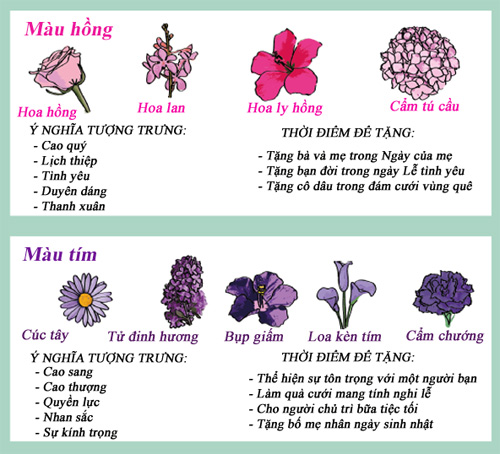 Màu hồng
Hoa hồng
Hoa lan
Hoa ly hồng
Cẩm tú cầu
Ý NGHĨA TƯỢNG TRƯNG:
- Cao quý
- Lịch thiệp
- Tình yêu
- Duyên dáng
- Thanh xuân
THỜI ĐIỂM ĐỂ TẶNG:
- Tặng bà và mẹ trong Ngày của mẹ
- Tặng bạn đời trong ngày Lễ tình yêu
- Tặng cô dâu trong đám cưới vùng quê
Màu tím
Cúc tây
Tử đinh hương
Bụp giấm
Loa kèn tím
Cẩm chướng
Ý NGHĨA TƯỢNG TRƯNG:
- Cao sang
- Cao thượng
- Quyền lực
- Nhan sắc
- Sự kính trọng
THỜI ĐIỂM ĐỂ TẶNG:
- Thể hiện sự tôn trọng với một người bạn
- Làm quà cưới mang tính nghi lễ
- Cho người chủ trì bữa tiệc tối
- Tặng bố mẹ nhân ngày sinh nhật